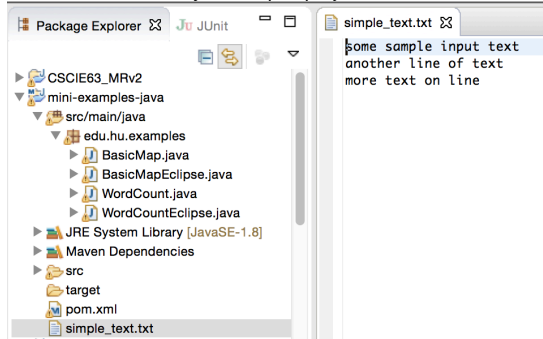 Package Explorer
JUnit
CSCIE63_MRv2
mini-examples-java
src/main/java
edu.hu.examples
BasicMap.java
BasicMapEclipse.java
WordCount.java
WordCountEclipse.java
JRE System Library [JavaSE-1.8]
Maven Dependencies
src
target
pom.xml
simple_text.txt
simple_text.txt
some sample input text
another line of text
more text on line